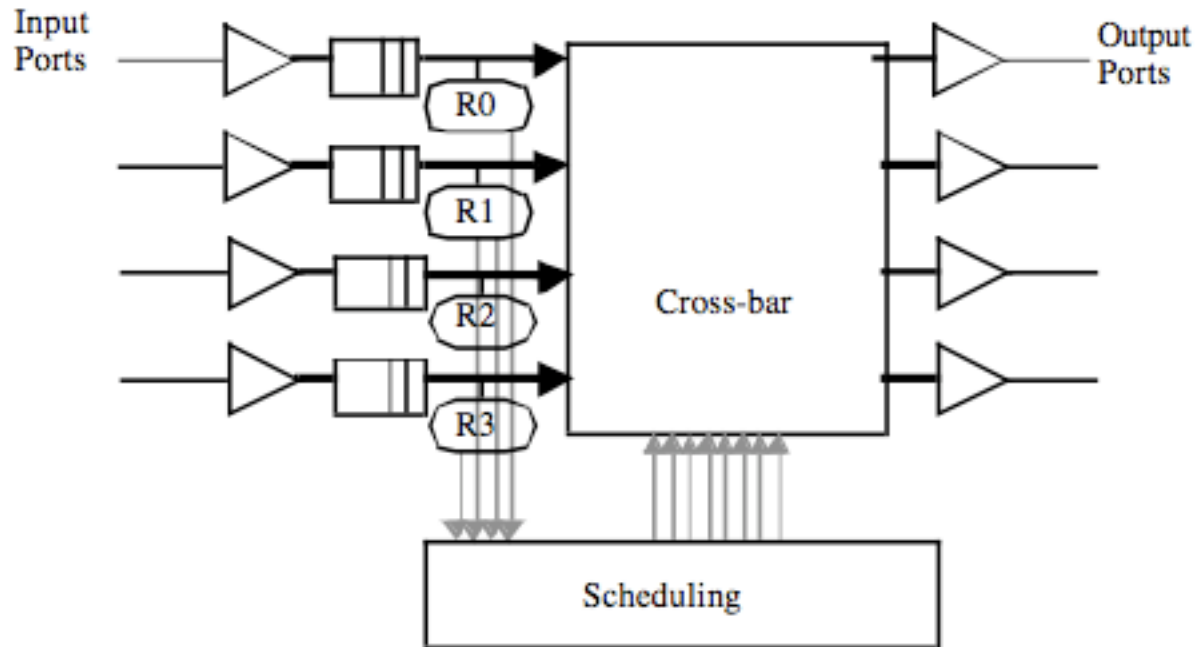 Input
Ports
Output
Ports
R0
R1
R2
R3
Cross-bar
Scheduling